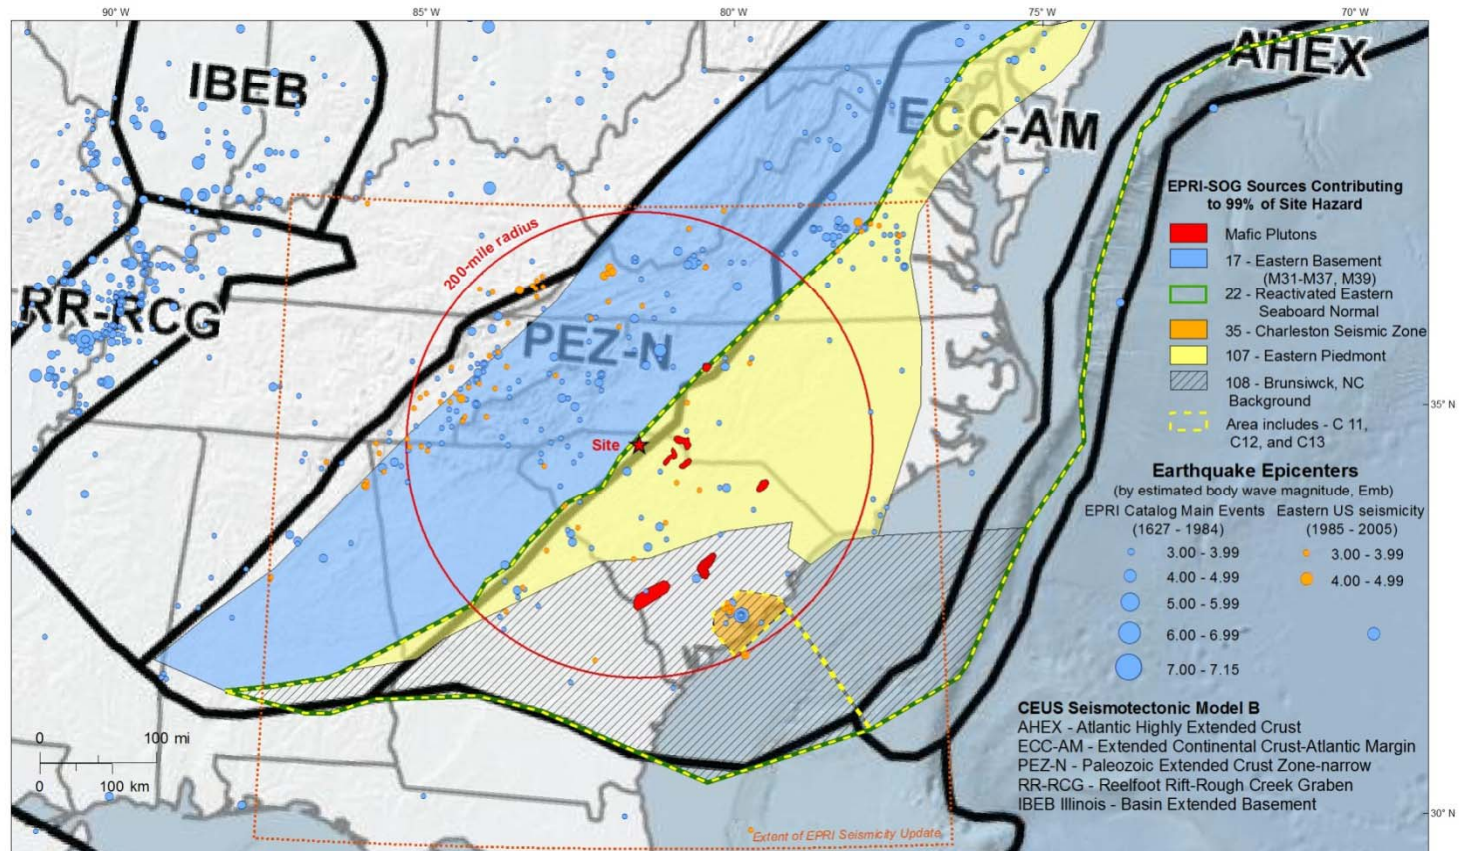 90° W
85° W
80° W
75° W
70° W
IBEB
AHEX
ECC-AM
RR-RCG
PEZ-N
200-mile radius
Site
35° N
30° N
EPRI-SOG Sources Contributing
to 99% of Site Hazard
Mafic Plutons
17 - Eastern Basement
(M31-M37, M39)
22 - Reactivated Eastern
Seaboard Normal
35 - Charleston Seismic Zone
107 - Eastern Piedmont
108 - Brunsiwck, NC
Background
Area includes - C 11,
C12, and C13
Earthquake Epicenters
(by estimated body wave magnitude, Emb)
EPRI Catalog Main Events
(1627 - 1984)
3.00 - 3.99
4.00 - 4.99
5.00 - 5.99
6.00 - 6.99
7.00 - 7.15
Eastern US seismicity
(1985 - 2005)
3.00 - 3.99
4.00 - 4.99
CEUS Seismotectonic Model B
AHEX - Atlantic Highly Extended Crust
ECC-AM - Extended Continental Crust-Atlantic Margin
PEZ-N - Paleozoic Extended Crust Zone-narrow
RR-RCG - Reelfoot Rift-Rough Creek Graben
IBEB Illinois - Basin Extended Basement
0 100 mi
0 100 km
Extent of EPRI Seismicity Update